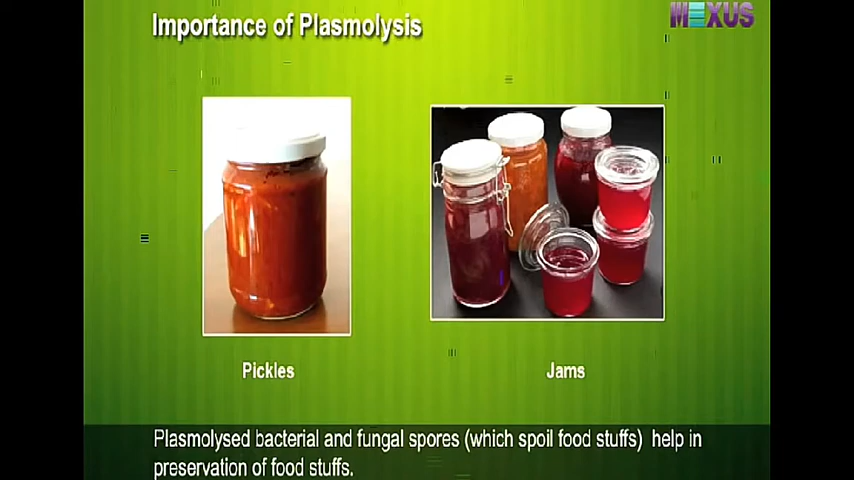 Importance of Plasmolysis
MEXUS
Pickles
Jams
Plasmolysed bacterial and fungal spores (which spoil food stuffs) help in
preservation of food stuffs.